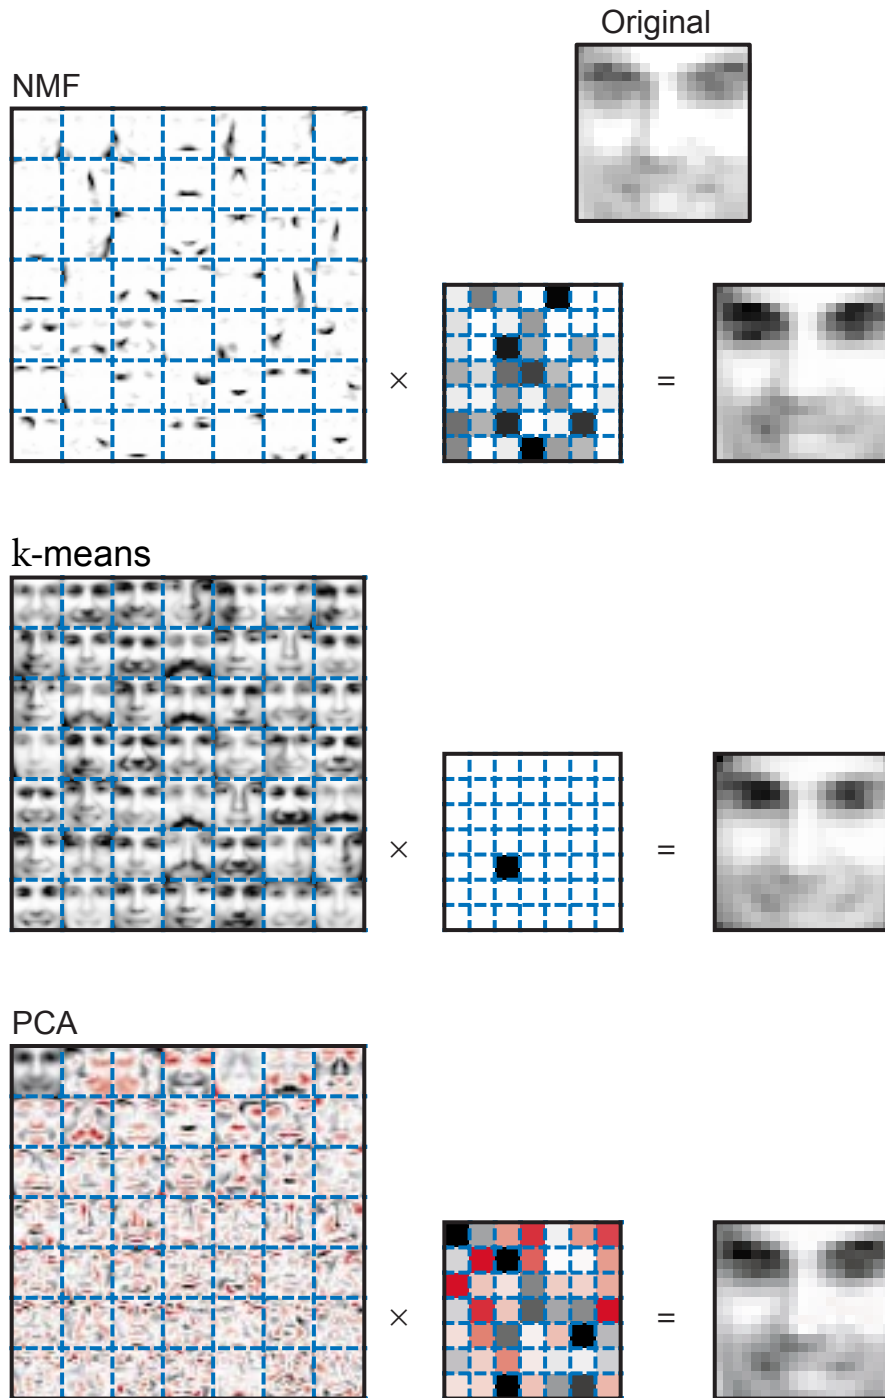 Original
NMF
× =
k-means
× =
PCA
× =